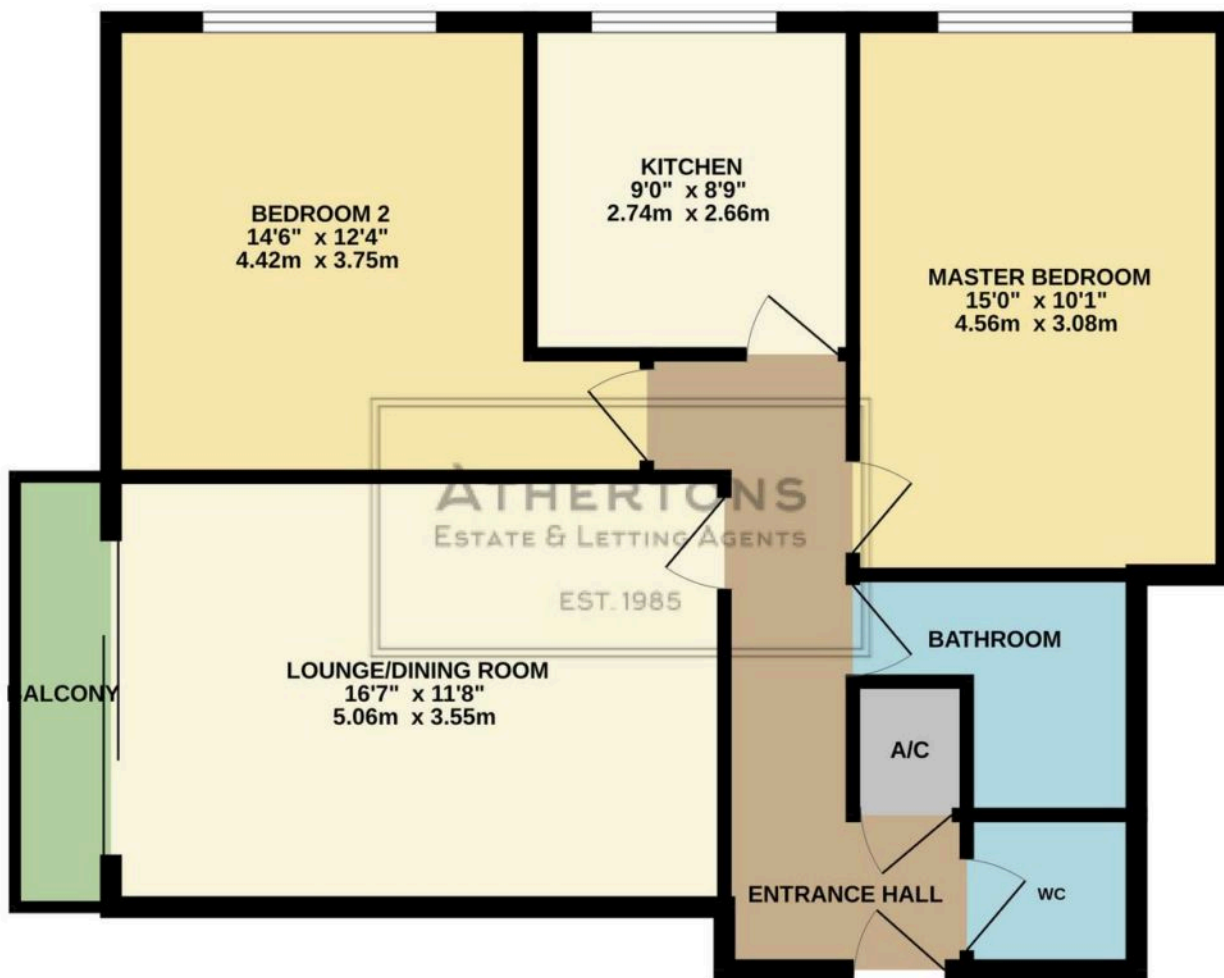 KITCHEN
9'0" x 8'9"
2.74m x 2.66m
BEDROOM 2
14'6" x 12'4"
4.42m x 3.75m
MASTER BEDROOM
15'0" x 10'1"
4.56m x 3.08m
ATHERTONS
ESTATE & LETTING AGENTS
EST. 1985
BATHROOM
LOUNGE/DINING ROOM
16'7" x 11'8"
5.06m x 3.55m
BALCONY
A/C
ENTRANCE HALL
WC